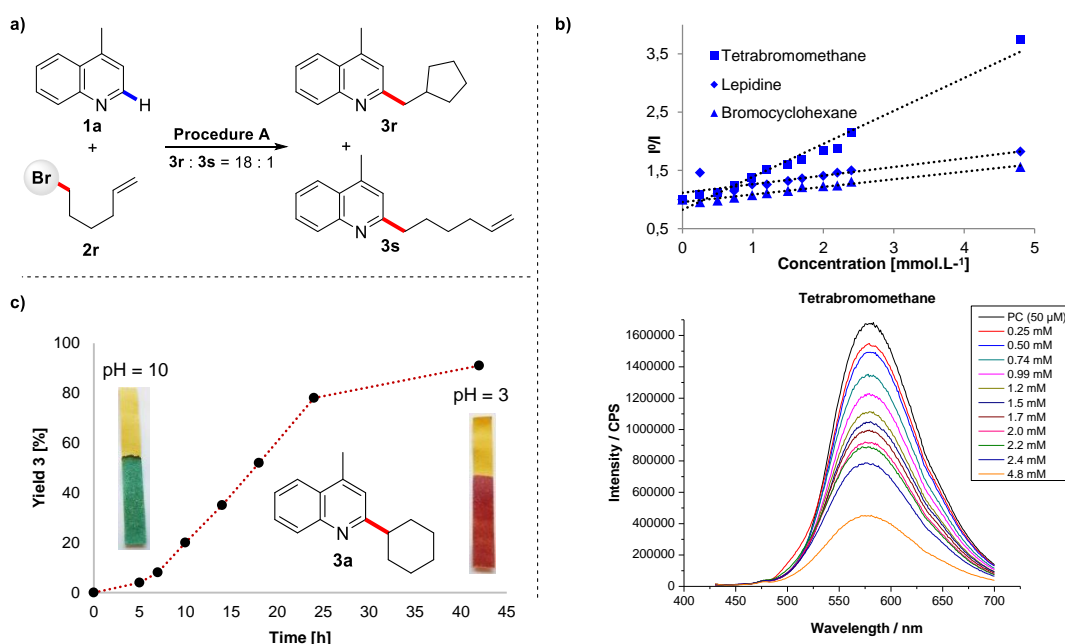 a)
N
H
1a
+
Br
2r
Procedure A
3r : 3s = 18 : 1
N
3r
+
N
3s
b)
3,5
2,5
1,5
0,5
I⁰/I
Tetrabromomethane
Lepidine
Bromocyclohexane
0
1
2
3
4
5
Concentration [mmol.L-¹]
Tetrabromomethane
1600000
1400000
1200000
1000000
800000
600000
400000
200000
0
Intensity / CPS
PC (50 µM)
0.25 mM
0.50 mM
0.74 mM
0.99 mM
1.2 mM
1.5 mM
1.7 mM
2.0 mM
2.2 mM
2.4 mM
4.8 mM
400
450
500
550
600
650
700
750
Wavelength / nm
c)
100
80
60
40
20
0
Yield 3 [%]
pH = 10
pH = 3
N
3a
0
5
10
15
20
25
30
35
40
45
Time [h]